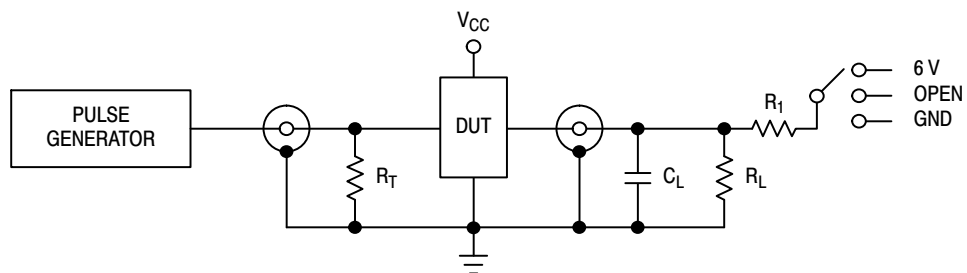 V_CC
6 V
OPEN
GND
R_1
PULSE
GENERATOR
DUT
R_T
C_L
R_L